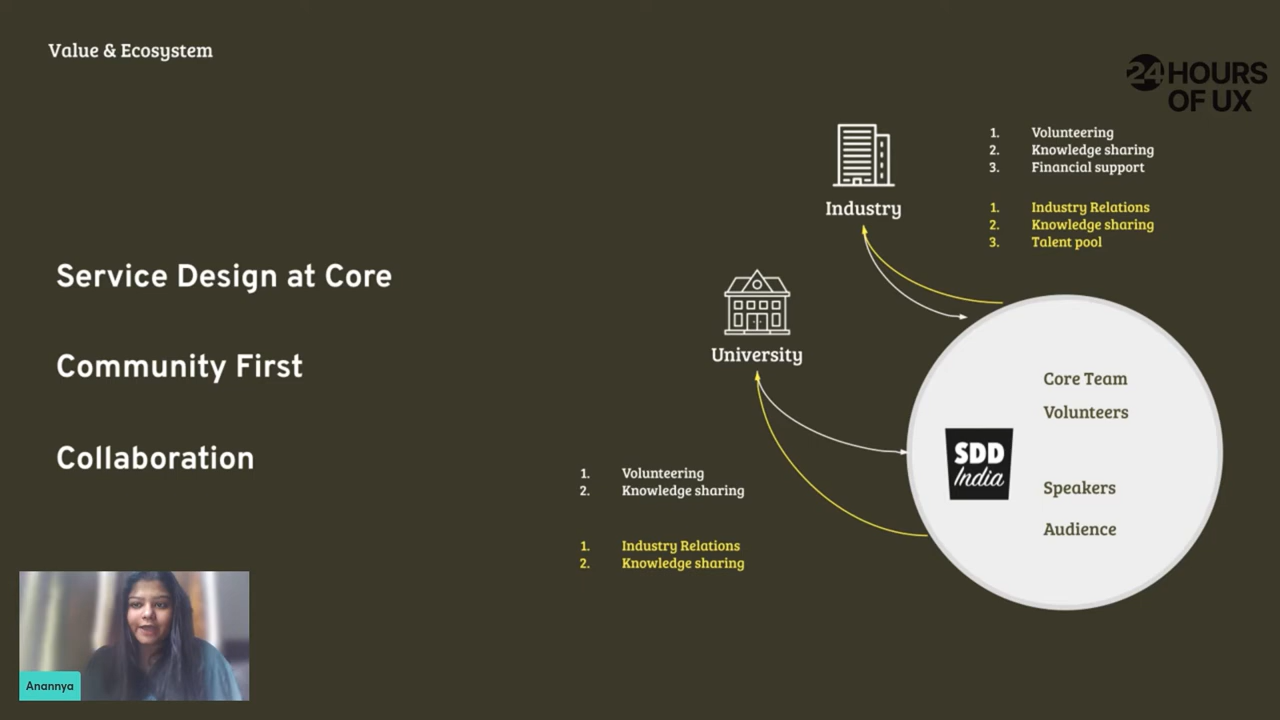 Value & Ecosystem
24 HOURS
OF UX
Service Design at Core
Community First
Collaboration
Industry
1. Volunteering
2. Knowledge sharing
3. Financial support
1. Industry Relations
2. Knowledge sharing
3. Talent pool
University
1. Volunteering
2. Knowledge sharing
1. Industry Relations
2. Knowledge sharing
SDD
India
Core Team
Volunteers
Speakers
Audience
Anannya